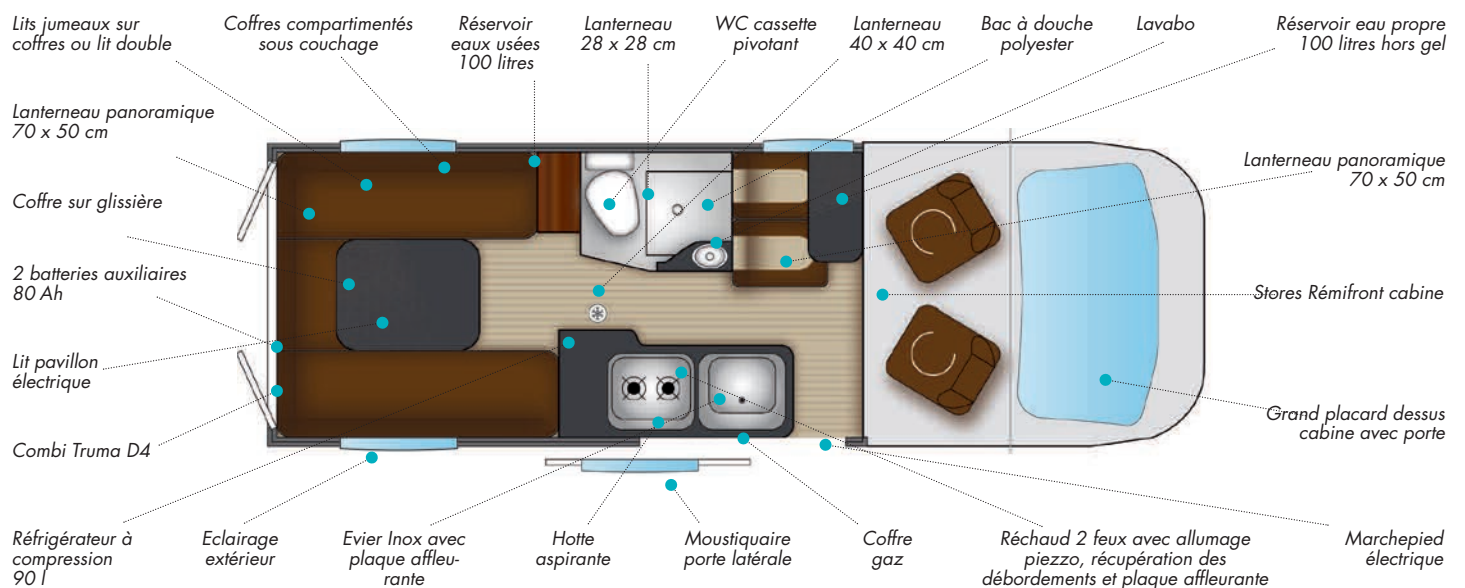 Lits jumeaux sur
coffres ou lit double
Coffres compartimentés
sous couchage
Réservoir
eaux usées
100 litres
Lanterneau
28 x 28 cm
WC cassette
pivotant
Lanterneau
40 x 40 cm
Bac à douche
polyester
Lavabo
Réservoir eau propre
100 litres hors gel
Lanterneau panoramique
70 x 50 cm
Lanterneau panoramique
70 x 50 cm
Coffre sur glissière
2 batteries auxiliaires
80 Ah
Stores Rémifront cabine
Lit pavillon
électrique
Grand placard dessus
cabine avec porte
Combi Truma D4
Réfrigérateur à
compression
90 l
Eclairage
extérieur
Evier Inox avec
plaque affleu-
rante
Hotte
aspirante
Moustiquaire
porte latérale
Coffre
gaz
Réchaud 2 feux avec allumage
piezzo, récupération des
débordements et plaque affleurante
Marchepied
électrique